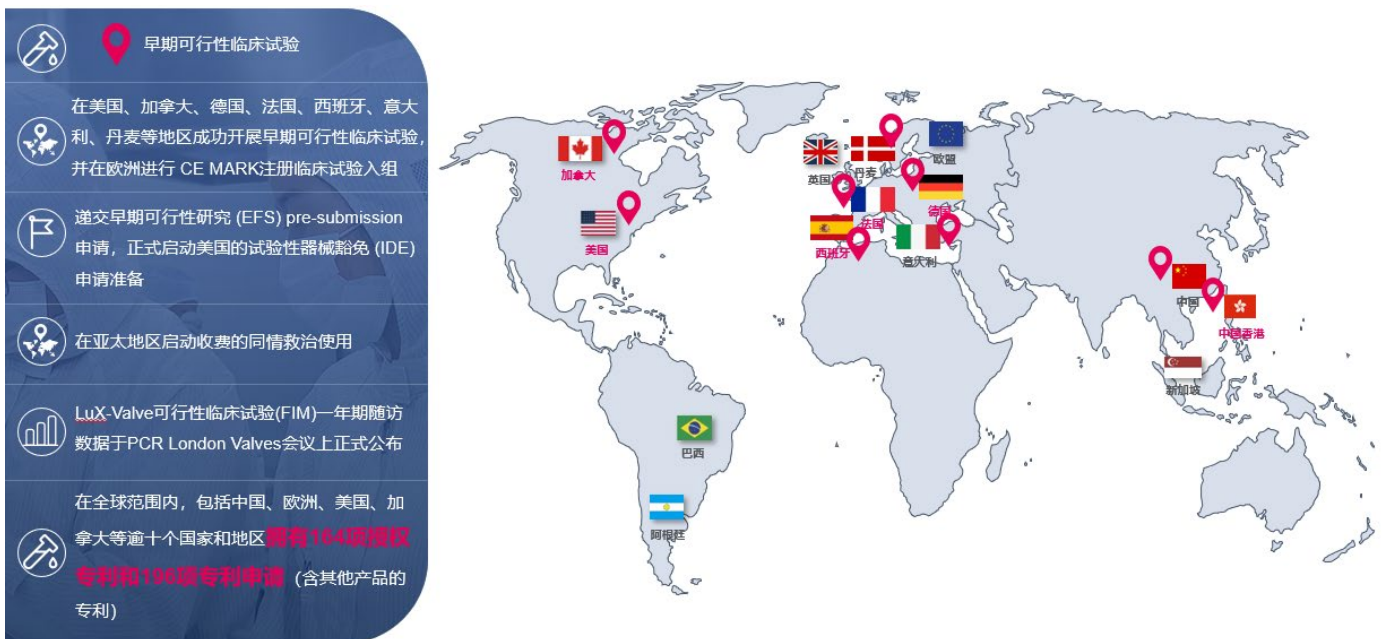 早期可行性临床试验
在美国、加拿大、德国、法国、西班牙、意大
利、丹麦等地区成功开展早期可行性临床试验,
并在欧洲进行 CE MARK注册临床试验入组
递交早期可行性研究 (EFS) pre-submission
申请，正式启动美国的试验性器械豁免 (IDE)
申请准备
在亚太地区启动收费的同情救治使用
LuX-Valve可行性临床试验(FIM)一年期随访
数据于PCR London Valves会议上正式公布
在全球范围内，包括中国、欧洲、美国、加
拿大等逾十个国家和地区拥有164项授权
专利和196项专利申请（含其他产品的
专利）
加拿大
美国
英国
丹麦
欧盟
法国
德国
西班牙
意大利
中国
中国香港
新加坡
巴西
阿根廷